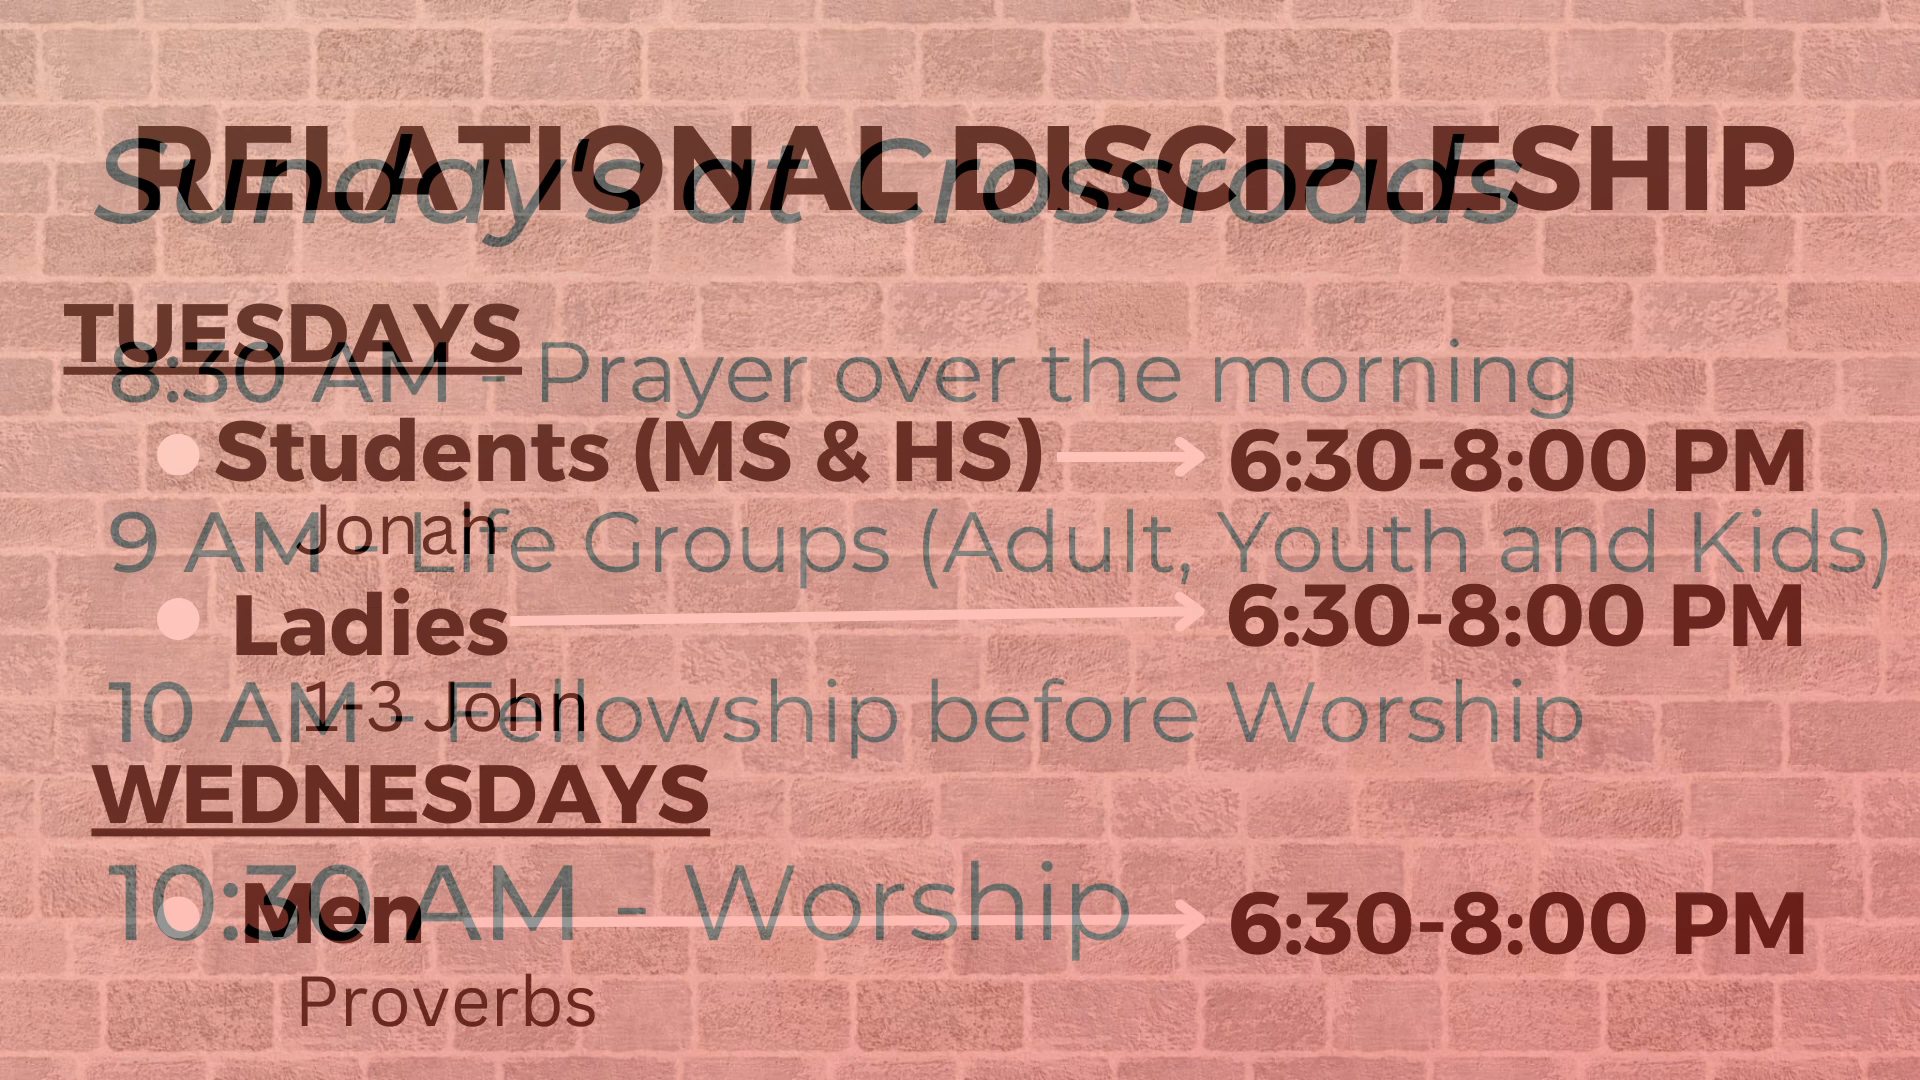 RELATIONAL DISCIPLESHIP
Sunday's at Crossroads
TUESDAYS
8:30 AM - Prayer over the morning
Students (MS & HS) 6:30-8:00 PM
Jonah
9 AM - Life Groups (Adult, Youth and Kids)
Ladies 6:30-8:00 PM
1-3 John
10 AM - Fellowship before Worship
WEDNESDAYS
10:30 AM - Worship
Men 6:30-8:00 PM
Proverbs